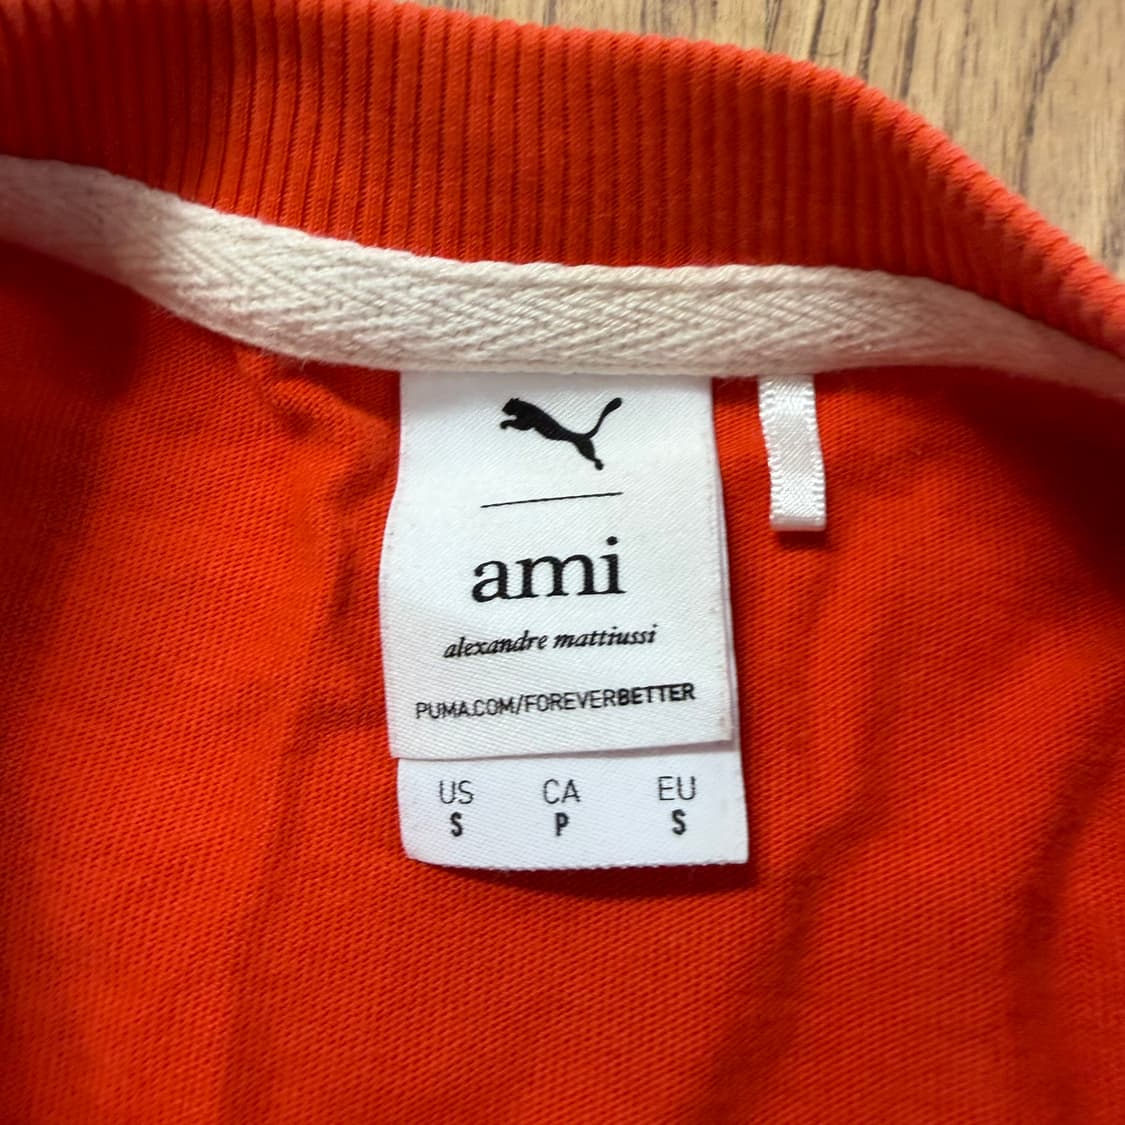 ami
alexandre mattiussi
PUMA.COM/FOREVERBETTER
US CA EU
S P S